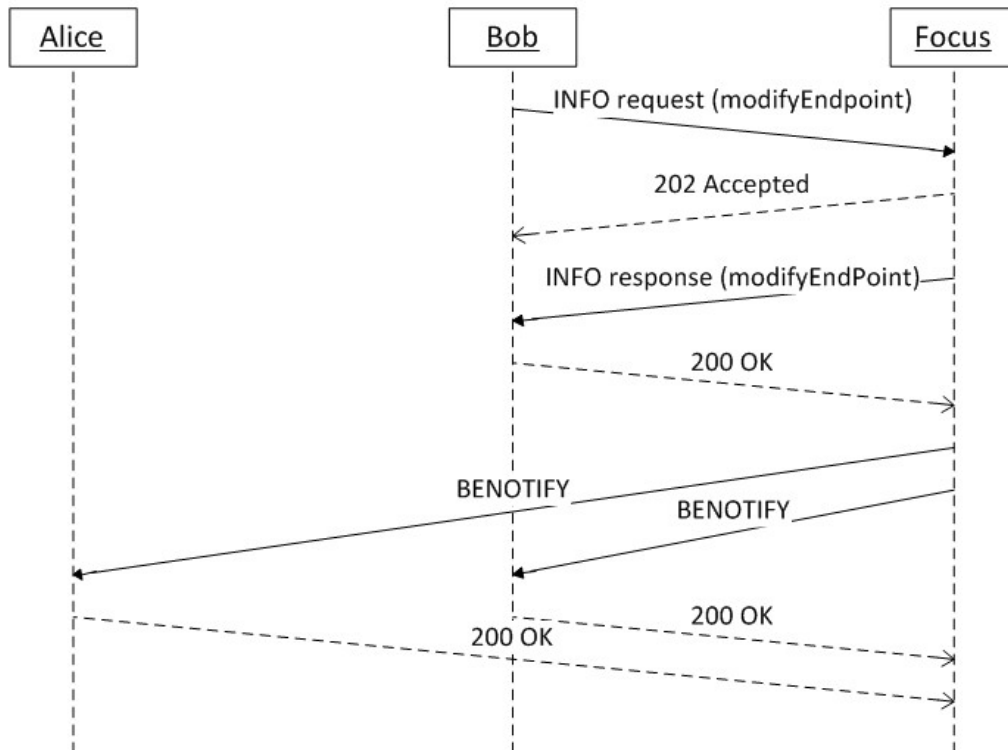 Alice
Bob
Focus
INFO request (modifyEndpoint)
202 Accepted
INFO response (modifyEndPoint)
200 OK
BENOTIFY
BENOTIFY
200 OK
200 OK